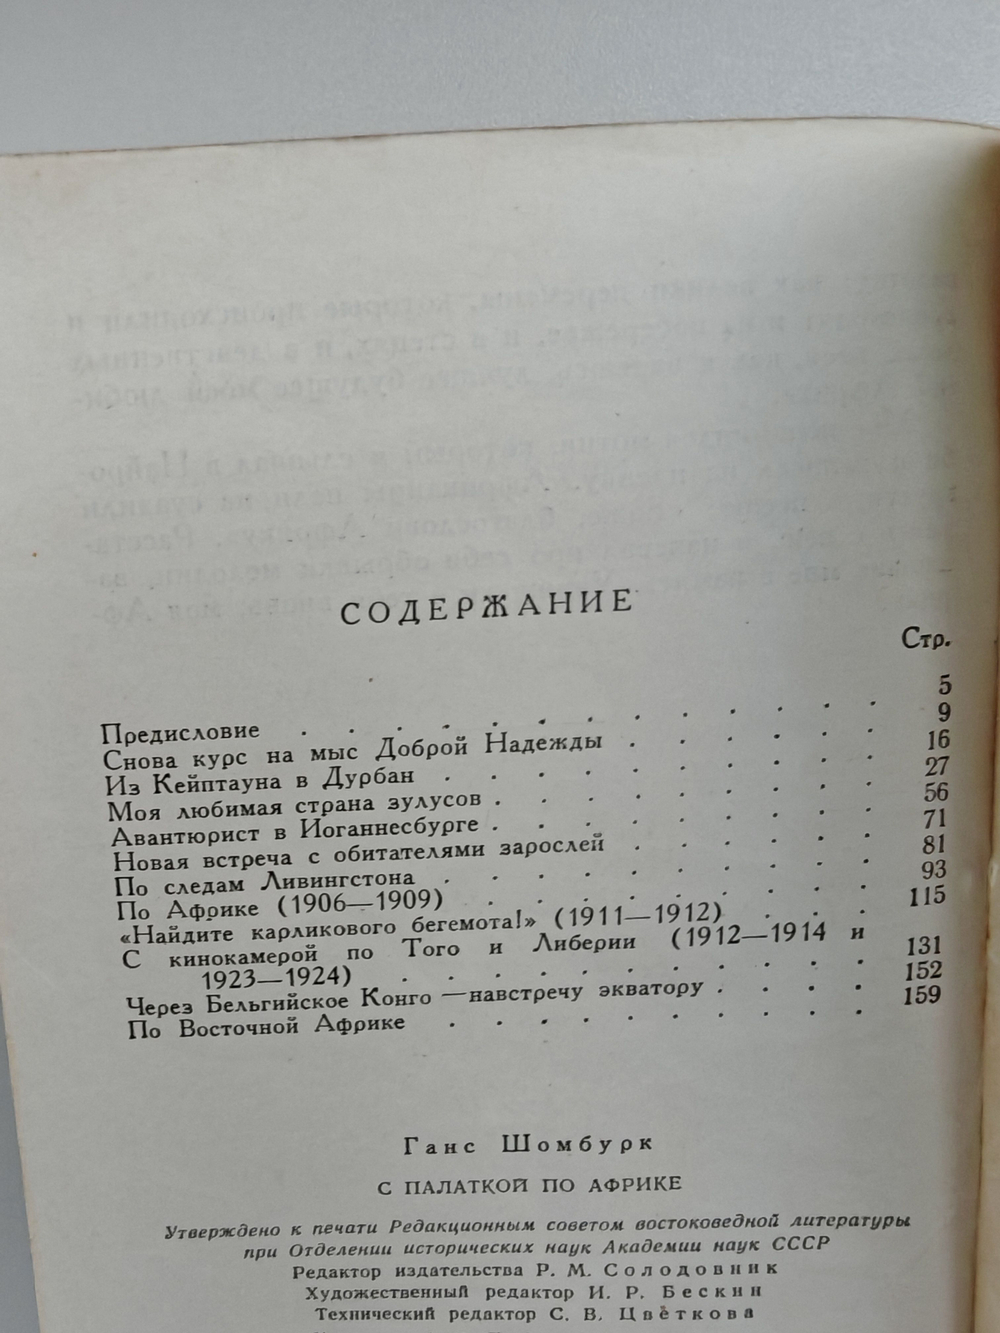 СОДЕРЖАНИЕ
Стр.
Предисловие . . . . . . . . . . . . . 5
Снова курс на мыс Доброй Надежды . . . . . . 9
Из Кейптауна в Дурбан . . . . . . . . . . 16
Моя любимая страна зулусов . . . . . . . . . 27
Авантюрист в Иоганнесбурге . . . . . . . . . 56
Новая встреча с обитателями зарослей . . . . . . 71
По следам Ливингстона . . . . . . . . . . 81
По Африке (1906—1909) . . . . . . . . . 93
«Найдите карликового бегемота!» (1911—1912) . . . 115
С кинокамерой по Того и Либерии (1912—1914 и
1923—1924) . . . . . . . . . . . 131
Через Бельгийское Конго — навстречу экватору . . . . 152
По Восточной Африке . . . . . . . . . . 159
Ганс Шомбурк
С ПАЛАТКОЙ ПО АФРИКЕ
Утверждено к печати Редакционным советом востоковедной литературы
при Отделении исторических наук Академии наук СССР
Редактор издательства Р. М. Солодовник
Художественный редактор И. Р. Бескин
Технический редактор С. В. Цветкова